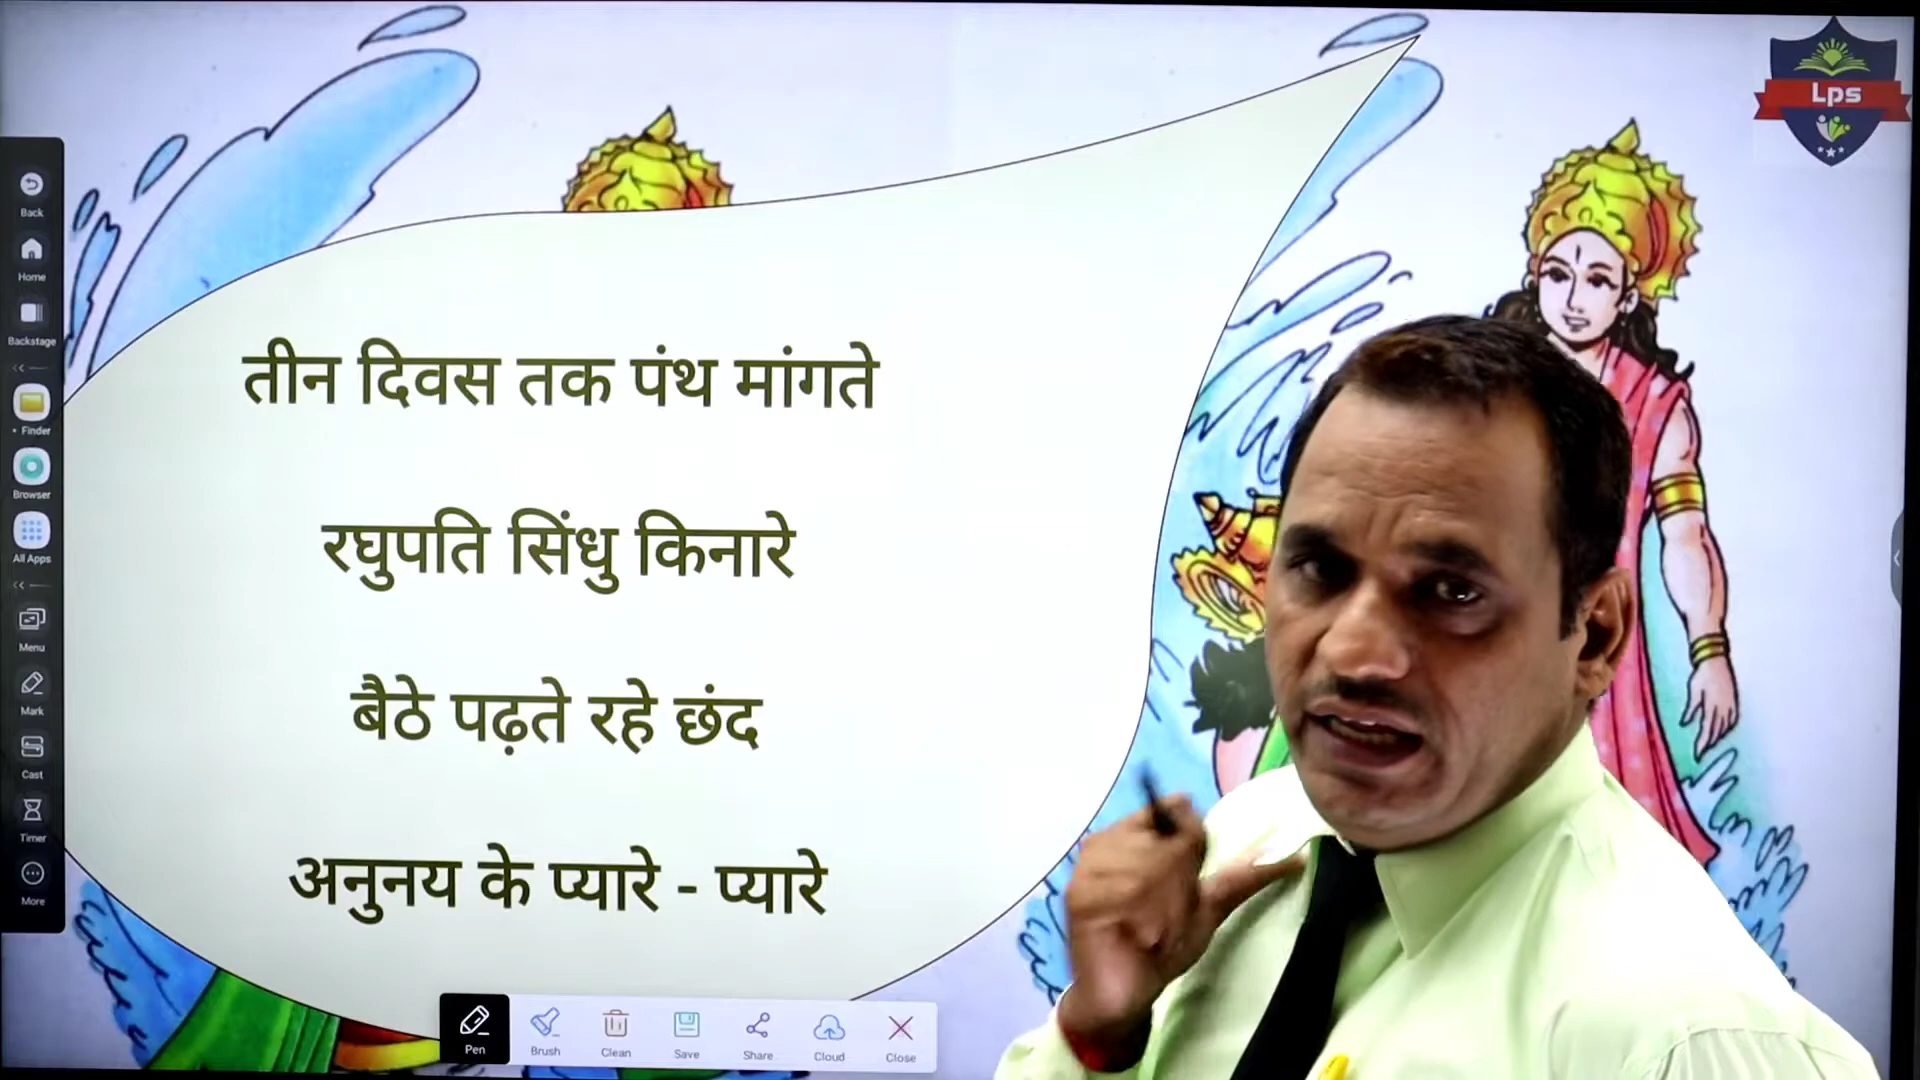 Lps
तीन दिवस तक पंथ मांगते
रघुपति सिंधु किनारे
बैठे पढ़ते रहे छंद
अनुनय के प्यारे - प्यारे
Back
Home
Backstage
Finder
Browser
All Apps
Menu
Mark
Cast
Timer
More
Pen
Brush
Clean
Save
Share
Cloud
Close